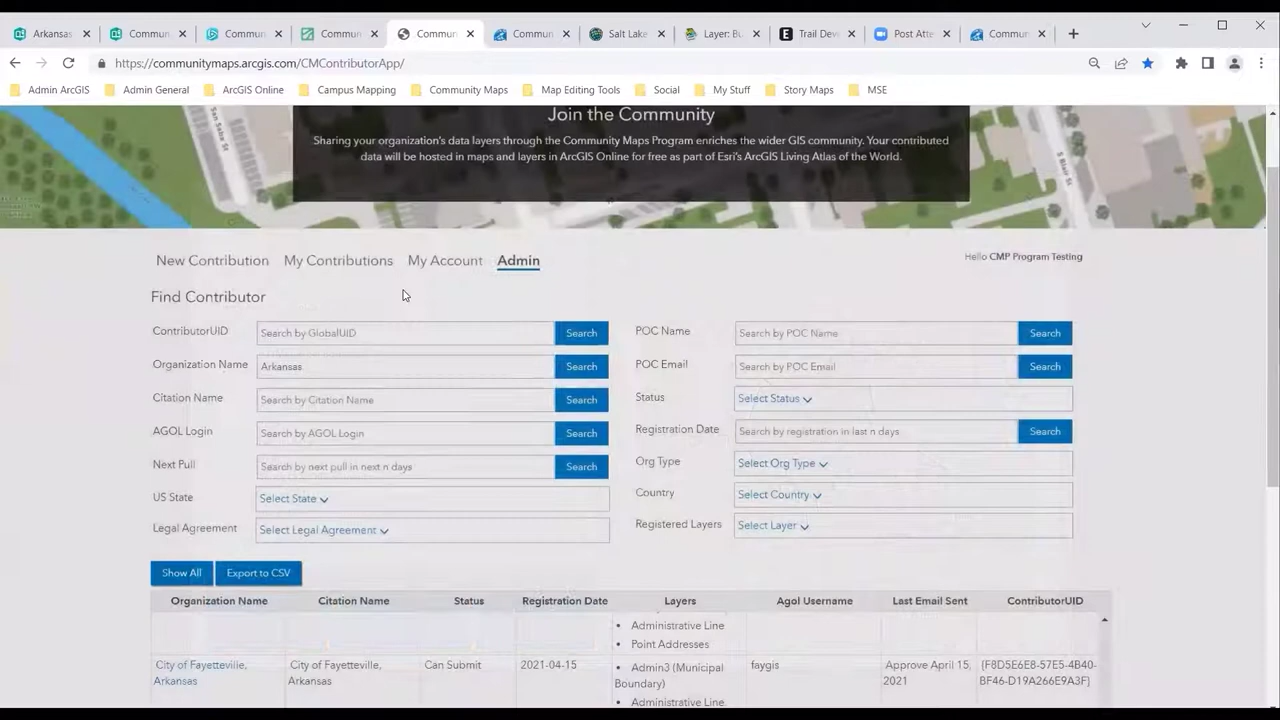 Arkansas
Commun
Commun
Commun
Commun
Commun
Salt Lake
Layer: Bu
Trail Dev
Post Atte
Commun
https://communitymaps.arcgis.com/CMContributorApp/
Admin ArcGIS
Admin General
ArcGIS Online
Campus Mapping
Community Maps
Map Editing Tools
Social
My Stuff
Story Maps
MSE
San Saba St
S Blair St
Join the Community
Sharing your organization's data layers through the Community Maps Program enriches the wider GIS community. Your contributed
data will be hosted in maps and layers in ArcGIS Online for free as part of Esri's ArcGIS Living Atlas of the World.
New Contribution
My Contributions
My Account
Admin
Hello CMP Program Testing
Find Contributor
ContributorUID
Search by GlobalUID
Search
POC Name
Search by POC Name
Search
Organization Name
Arkansas
Search
POC Email
Search by POC Email
Search
Citation Name
Search by Citation Name
Search
Status
Select Status
AGOL Login
Search by AGOL Login
Search
Registration Date
Search by registration in last n days
Search
Next Pull
Search by next pull in next n days
Search
Org Type
Select Org Type
US State
Select State
Country
Select Country
Legal Agreement
Select Legal Agreement
Registered Layers
Select Layer
Show All
Export to CSV
Organization Name
Citation Name
Status
Registration Date
Layers
Agol Username
Last Email Sent
ContributorUID
Administrative Line
Point Addresses
City of Fayetteville,
Arkansas
City of Fayetteville,
Arkansas
Can Submit
2021-04-15
Admin3 (Municipal
Boundary)
Administrative Line
faygis
Approve April 15,
2021
{F8D5E6E8-57E5-4B40-
BF46-D19A266E9A3F}